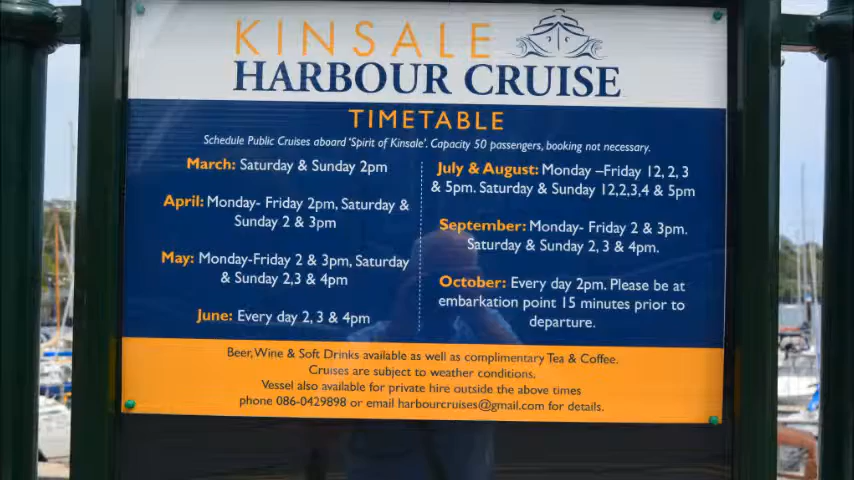 KINSALE
HARBOUR CRUISE
TIMETABLE
Schedule Public Cruises aboard 'Spirit of Kinsale'. Capacity 50 passengers, booking not necessary.
March: Saturday & Sunday 2pm
April: Monday- Friday 2pm, Saturday &
Sunday 2 & 3pm
May: Monday-Friday 2 & 3pm, Saturday
& Sunday 2,3 & 4pm
June: Every day 2, 3 & 4pm
July & August: Monday –Friday 12, 2, 3
& 5pm. Saturday & Sunday 12,2,3,4 & 5pm
September: Monday- Friday 2 & 3pm.
Saturday & Sunday 2, 3 & 4pm.
October: Every day 2pm. Please be at
embarkation point 15 minutes prior to
departure.
Beer, Wine & Soft Drinks available as well as complimentary Tea & Coffee.
Cruises are subject to weather conditions.
Vessel also available for private hire outside the above times
phone 086-0429898 or email harbourcruises@gmail.com for details.